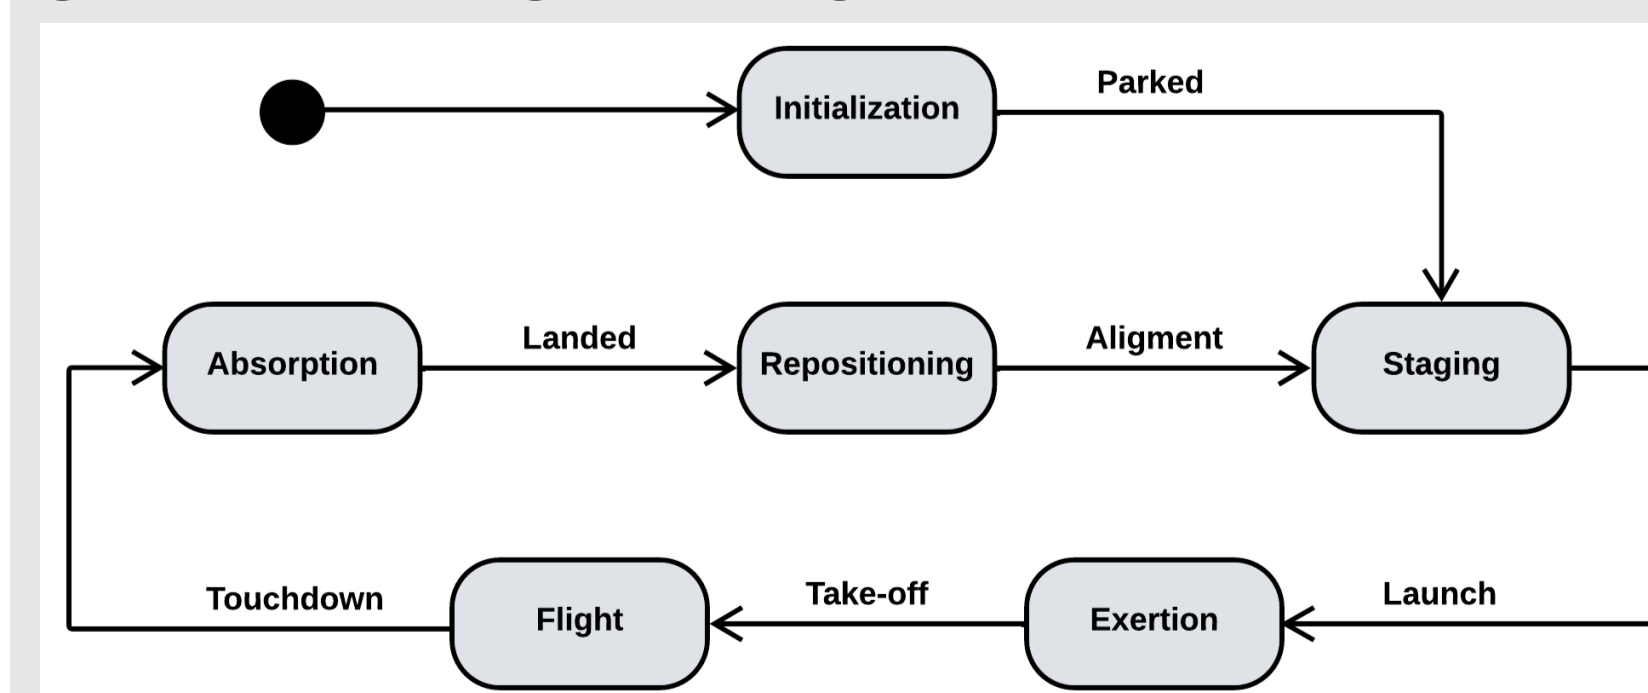 Initialization
Parked
Absorption
Landed
Repositioning
Aligment
Staging
Touchdown
Flight
Take-off
Exertion
Launch